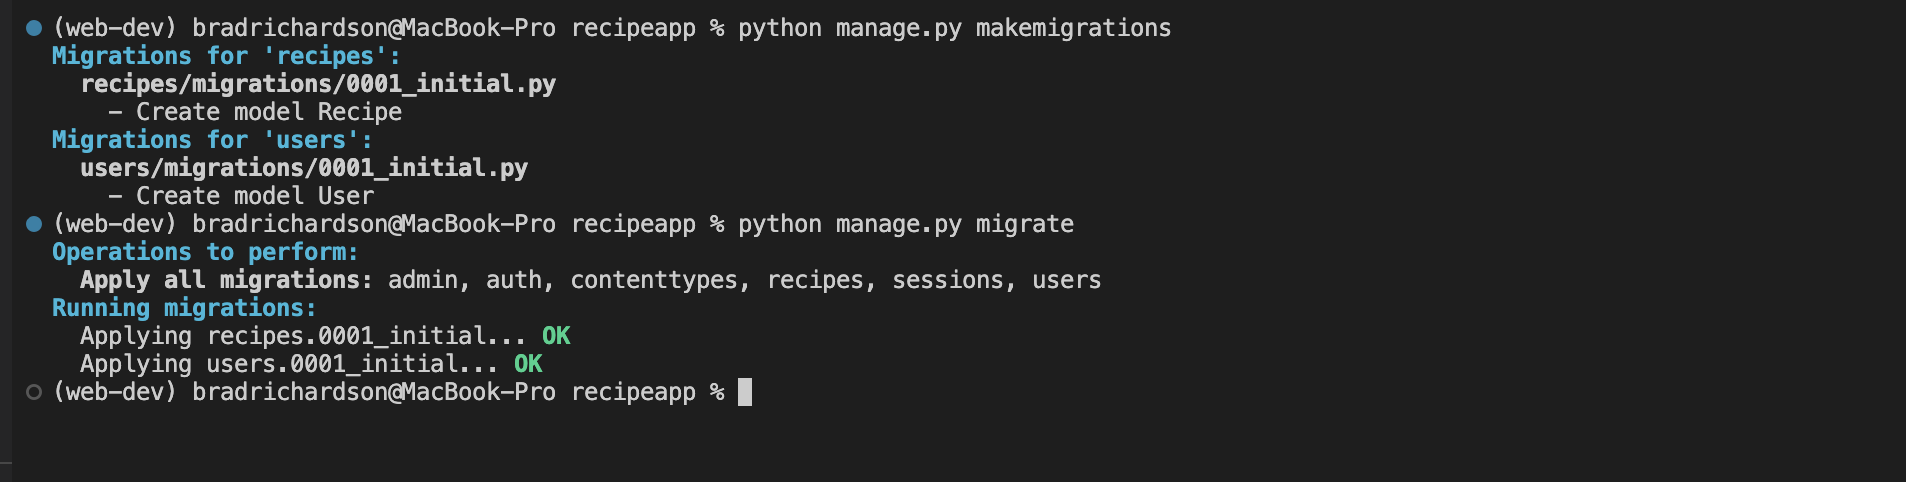 (web-dev) bradrichardson@MacBook-Pro recipeapp % python manage.py makemigrations
Migrations for 'recipes':
recipes/migrations/0001_initial.py
- Create model Recipe
Migrations for 'users':
users/migrations/0001_initial.py
- Create model User
(web-dev) bradrichardson@MacBook-Pro recipeapp % python manage.py migrate
Operations to perform:
Apply all migrations: admin, auth, contenttypes, recipes, sessions, users
Running migrations:
Applying recipes.0001_initial... OK
Applying users.0001_initial... OK
(web-dev) bradrichardson@MacBook-Pro recipeapp %